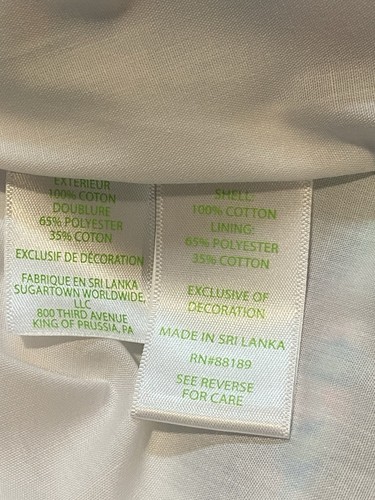 EXTERIEUR
100% COTON
DOUBLURE
65% POLYESTER
35% COTON
EXCLUSIF DE DÉCORATION
FABRIQUE EN SRI LANKA
SUGARTOWN WORLDWIDE,
LLC
800 THIRD AVENUE
KING OF PRUSSIA, PA
SHELL:
100% COTTON
LINING:
65% POLYESTER
35% COTTON
EXCLUSIVE OF
DECORATION
MADE IN SRI LANKA
RN#88189
SEE REVERSE
FOR CARE